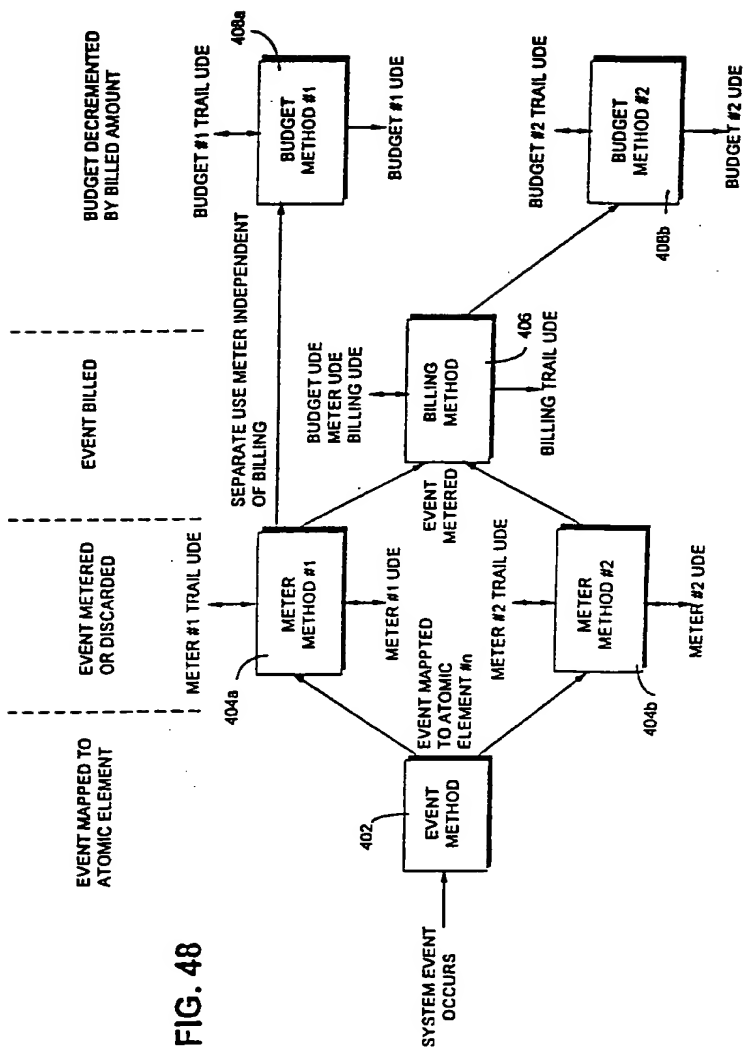 FIG. 48
EVENT MAPPED TO
ATOMIC ELEMENT
EVENT METERED
OR DISCARDED
EVENT BILLED
BUDGET DECREMENTED
BY BILLED AMOUNT
SYSTEM EVENT
OCCURS
402
EVENT
METHOD
EVENT MAPPTED
TO ATOMIC
ELEMENT #n
METER #1 TRAIL UDE
404a
METER
METHOD #1
METER #1 UDE
METER #2 TRAIL UDE
METER
METHOD #2
404b
METER #2 UDE
SEPARATE USE METER INDEPENDENT
OF BILLING
EVENT
METERED
BUDGET UDE
METER UDE
BILLING UDE
BILLING
METHOD
406
BILLING TRAIL UDE
BUDGET #1 TRAIL UDE
408a
BUDGET
METHOD #1
BUDGET #1 UDE
BUDGET #2 TRAIL UDE
BUDGET
METHOD #2
408b
BUDGET #2 UDE